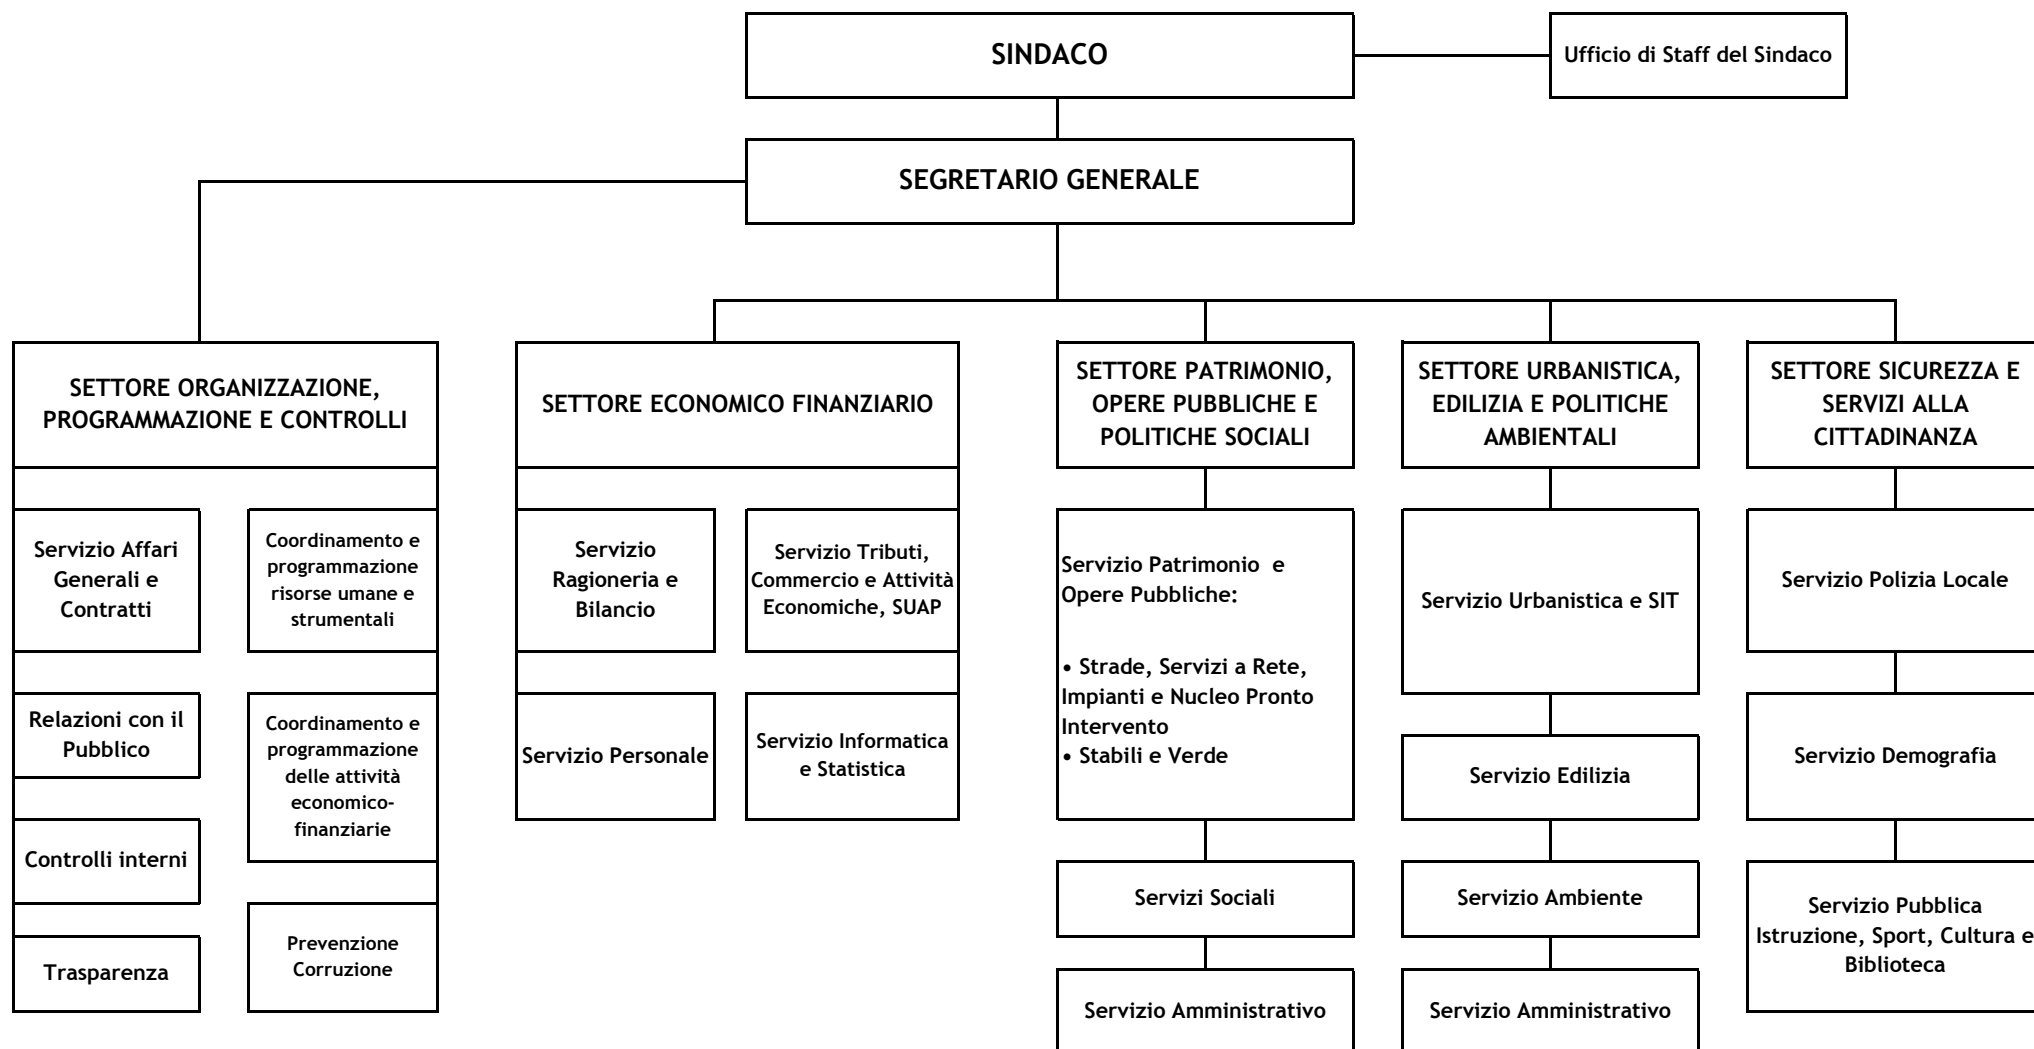 SINDACO
Ufficio di Staff del Sindaco
SEGRETARIO GENERALE
SETTORE ORGANIZZAZIONE,
PROGRAMMAZIONE E CONTROLLI
Servizio Affari
Generali e
Contratti
Coordinamento e
programmazione
risorse umane e
strumentali
Relazioni con il
Pubblico
Coordinamento e
programmazione
delle attività
economico-
finanziarie
Controlli interni
Trasparenza
Prevenzione
Corruzione
SETTORE ECONOMICO FINANZIARIO
Servizio
Ragioneria e
Bilancio
Servizio Tributi,
Commercio e Attività
Economiche, SUAP
Servizio Personale
Servizio Informatica
e Statistica
SETTORE PATRIMONIO,
OPERE PUBBLICHE E
POLITICHE SOCIALI
Servizio Patrimonio e
Opere Pubbliche:
• Strade, Servizi a Rete,
Impianti e Nucleo Pronto
Intervento
• Stabili e Verde
Servizi Sociali
Servizio Amministrativo
SETTORE URBANISTICA,
EDILIZIA E POLITICHE
AMBIENTALI
Servizio Urbanistica e SIT
Servizio Edilizia
Servizio Ambiente
Servizio Amministrativo
SETTORE SICUREZZA E
SERVIZI ALLA
CITTADINANZA
Servizio Polizia Locale
Servizio Demografia
Servizio Pubblica
Istruzione, Sport, Cultura e
Biblioteca